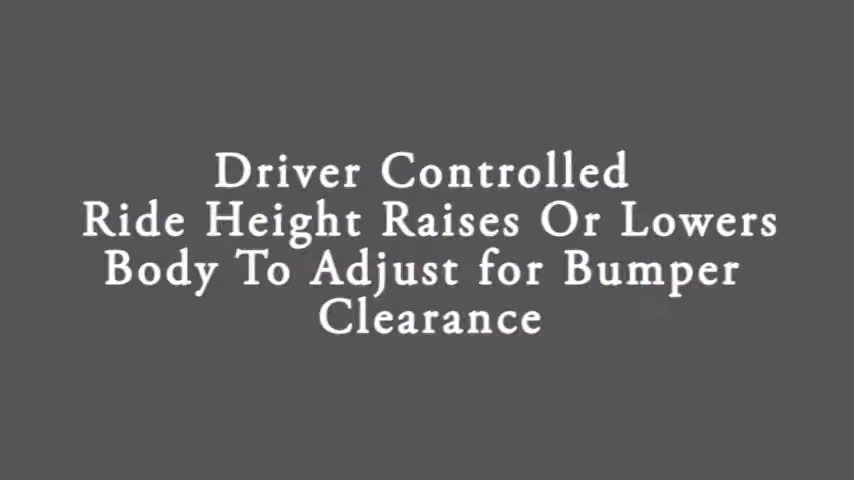 Driver Controlled
Ride Height Raises Or Lowers
Body To Adjust for Bumper
Clearance